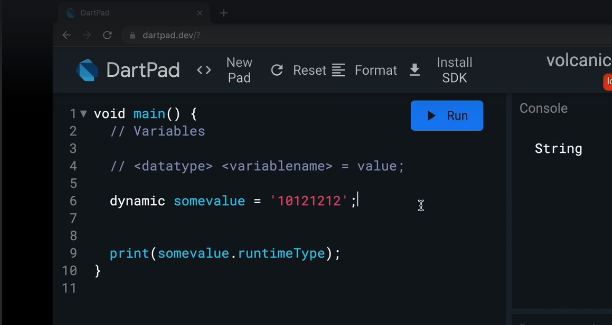 DartPad
dartpad.dev/?
DartPad
<> New Pad
Reset
Format
Install SDK
volcanic
Run
Console
String
1 void main() {
2 // Variables
3
4 // <datatype> <variablename> = value;
5
6 dynamic somevalue = '10121212';
7
8
9 print(somevalue.runtimeType);
10 }
11